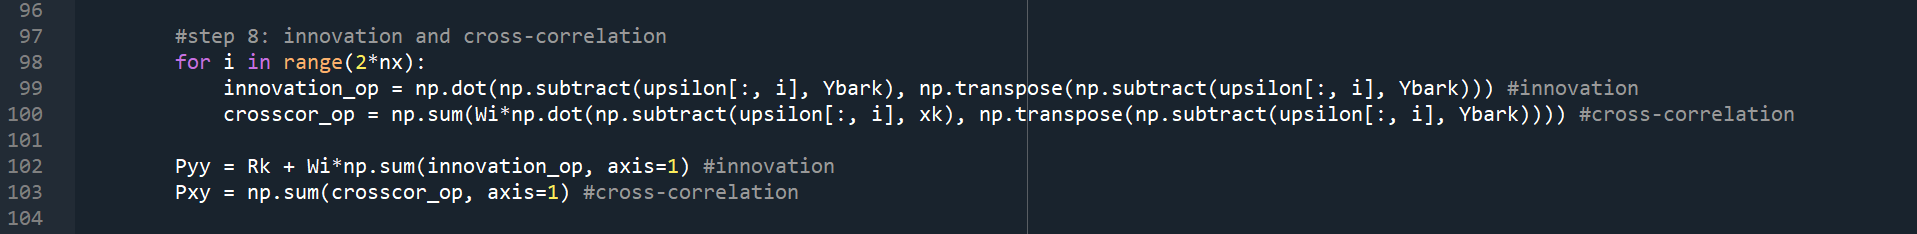 96
97 #step 8: innovation and cross-correlation
98 for i in range(2*nx):
99 innovation_op = np.dot(np.subtract(upsilon[:, i], Ybark), np.transpose(np.subtract(upsilon[:, i], Ybark))) #innovation
100 crosscor_op = np.sum(Wi*np.dot(np.subtract(upsilon[:, i], xk), np.transpose(np.subtract(upsilon[:, i], Ybark)))) #cross-correlation
101
102 Pyy = Rk + Wi*np.sum(innovation_op, axis=1) #innovation
103 Pxy = np.sum(crosscor_op, axis=1) #cross-correlation
104